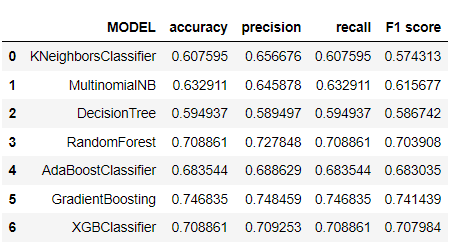 MODEL accuracy precision recall F1 score
0 KNeighborsClassifier 0.607595 0.656676 0.607595 0.574313
1 MultinomialNB 0.632911 0.645878 0.632911 0.615677
2 DecisionTree 0.594937 0.589497 0.594937 0.586742
3 RandomForest 0.708861 0.727848 0.708861 0.703908
4 AdaBoostClassifier 0.683544 0.688629 0.683544 0.683035
5 GradientBoosting 0.746835 0.748459 0.746835 0.741439
6 XGBClassifier 0.708861 0.709253 0.708861 0.707984